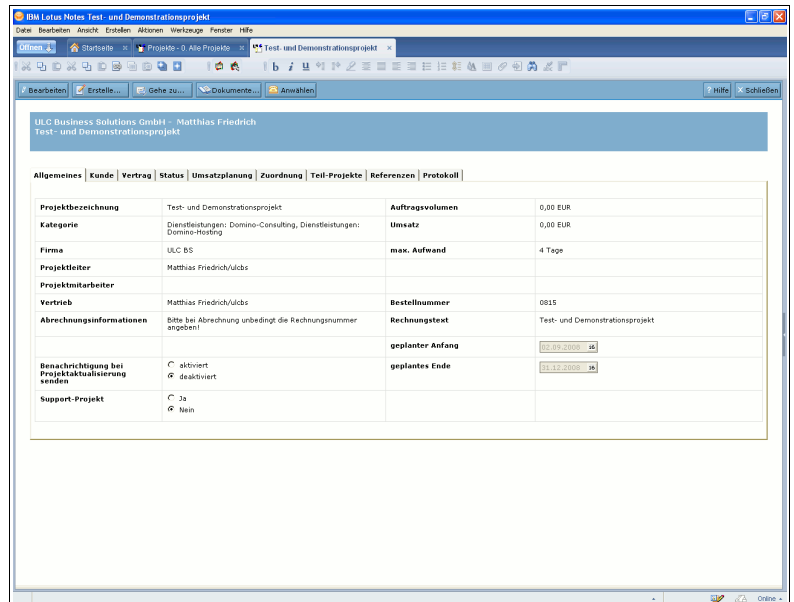 IBM Lotus Notes Test- und Demonstrationsprojekt
Datei Bearbeiten Ansicht Erstellen Aktionen Werkzeuge Fenster Hilfe
Öffnen Startseite Projekte - 0. Alle Projekte Test- und Demonstrationsprojekt
Bearbeiten Erstelle... Gehe zu... Dokumente... Anwählen ? Hilfe Schließen
ULC Business Solutions GmbH - Matthias Friedrich
Test- und Demonstrationsprojekt
Allgemeines Kunde Vertrag Status Umsatzplanung Zuordnung Teil-Projekte Referenzen Protokoll
Projektbezeichnung Test- und Demonstrationsprojekt Auftragsvolumen 0,00 EUR
Kategorie Dienstleistungen: Domino-Consulting, Dienstleistungen: Umsatz 0,00 EUR
Domino-Hosting
Firma ULC BS max. Aufwand 4 Tage
Projektleiter Matthias Friedrich/ulcbs
Projektmitarbeiter
Vertrieb Matthias Friedrich/ulcbs Bestellnummer 0815
Abrechnungsinformationen Bitte bei Abrechnung unbedingt die Rechnungsnummer Rechnungstext Test- und Demonstrationsprojekt
angeben!
geplanter Anfang 02.09.2008 16
Benachrichtigung bei aktiviert geplantes Ende 31.12.2008 16
Projektaktualisierung deaktiviert
senden
Support-Projekt Ja
Nein
Online